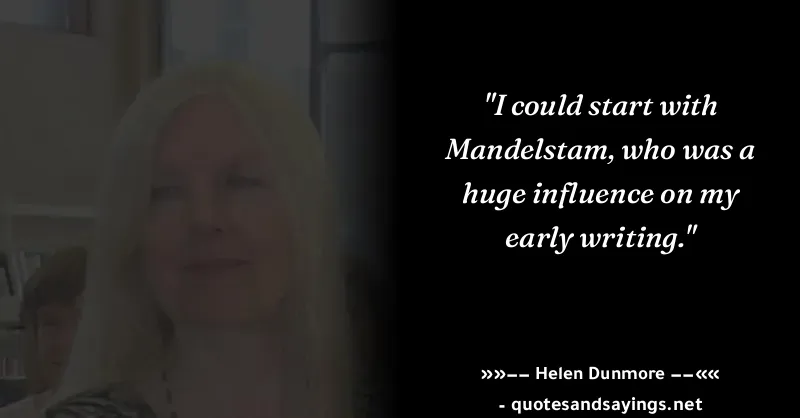 "I could start with
Mandelstam, who was a
huge influence on my
early writing."
»»−− Helen Dunmore −−««
- quotesandsayings.net